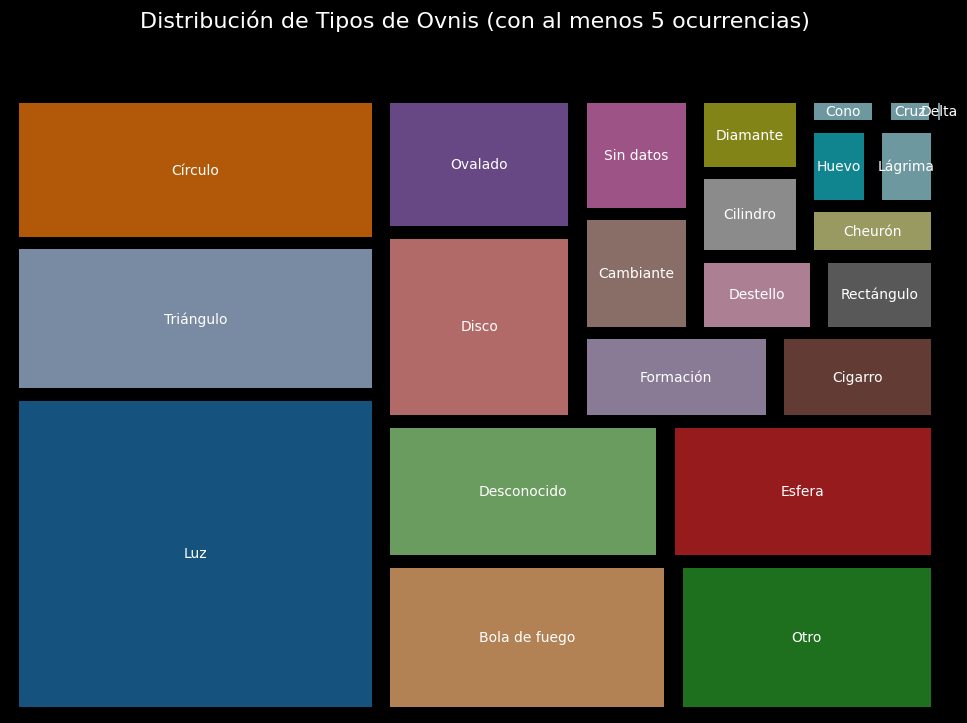 Distribución de Tipos de Ovnis (con al menos 5 ocurrencias)
Círculo
Triángulo
Luz
Ovalado
Disco
Sin datos
Cambiante
Diamante
Cilindro
Destello
Cono
Cruz
Delta
Huevo
Lágrima
Cheurón
Rectángulo
Formación
Cigarro
Desconocido
Esfera
Bola de fuego
Otro